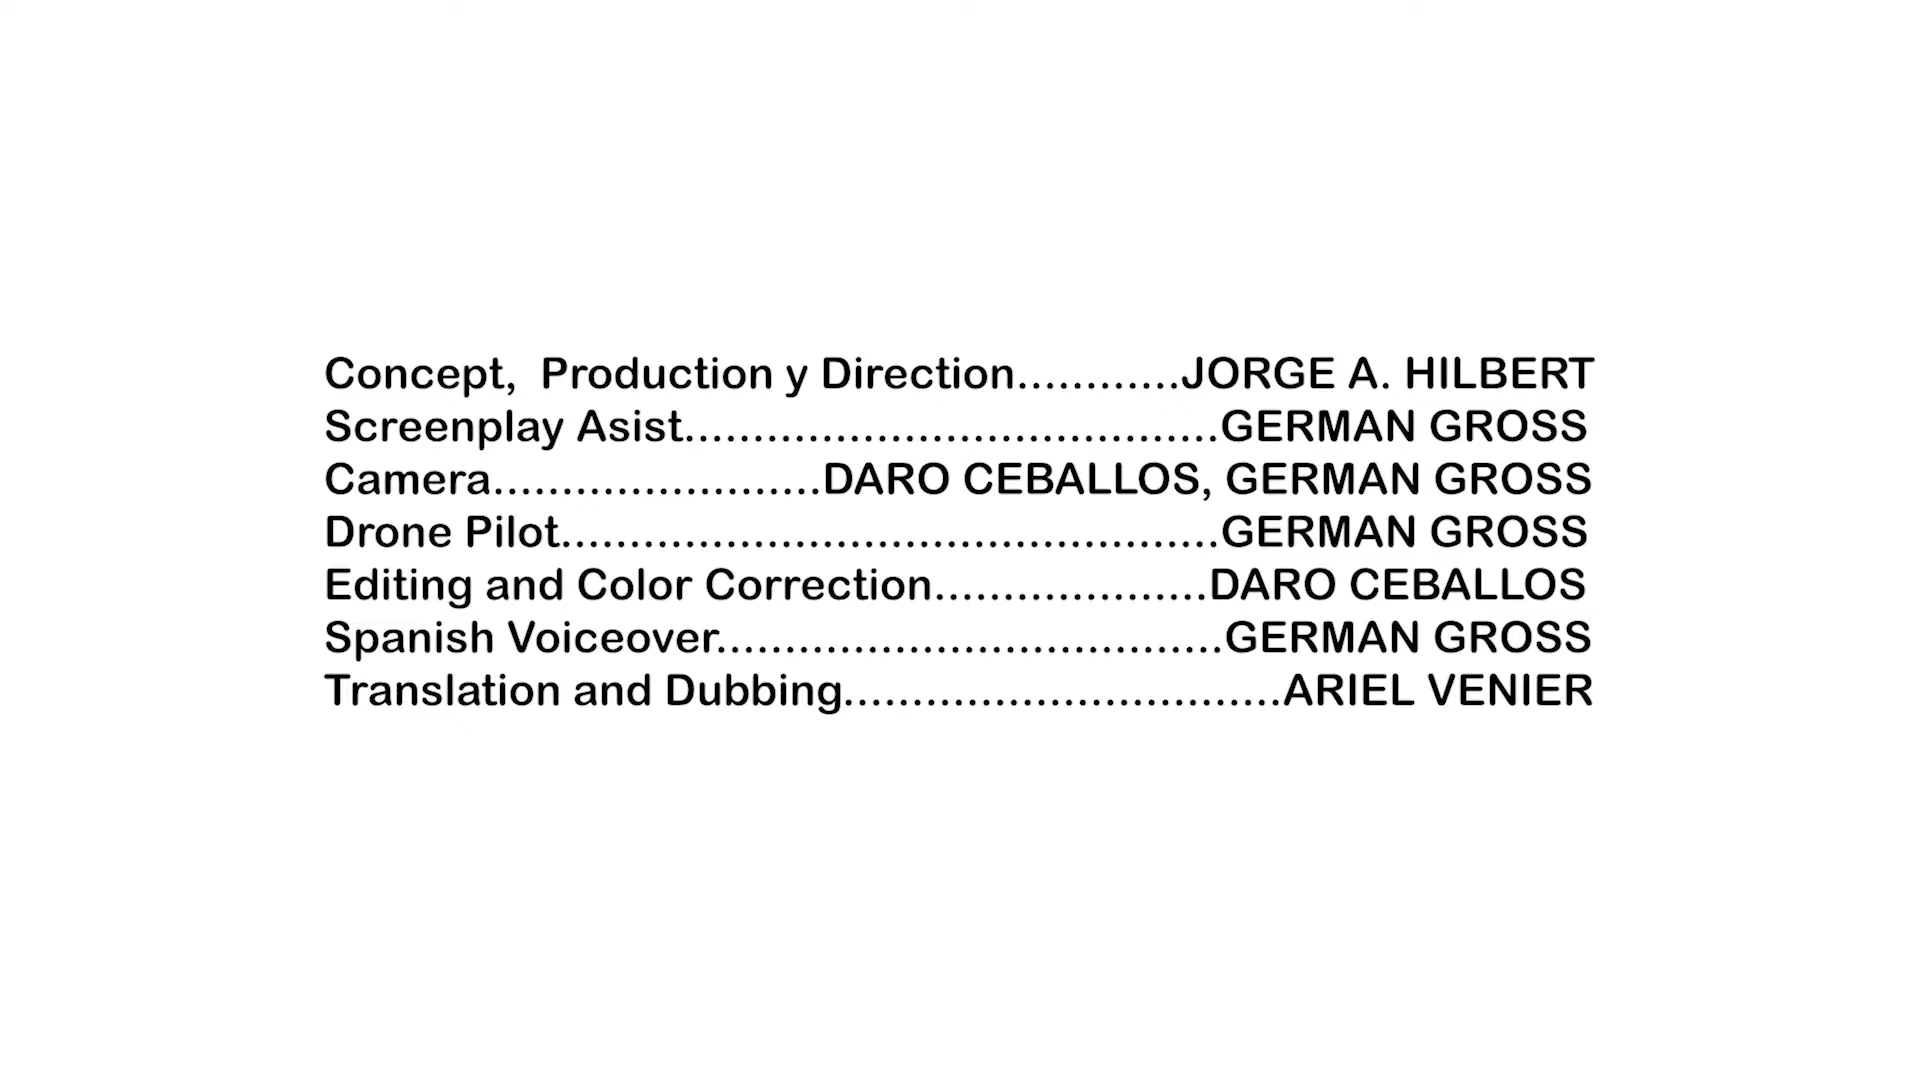 Concept,  Production y Direction............JORGE A. HILBERT
Screenplay Asist.......................................GERMAN GROSS
Camera........................DARO CEBALLOS, GERMAN GROSS
Drone Pilot................................................GERMAN GROSS
Editing and Color Correction....................DARO CEBALLOS
Spanish Voiceover.....................................GERMAN GROSS
Translation and Dubbing................................ARIEL VENIER